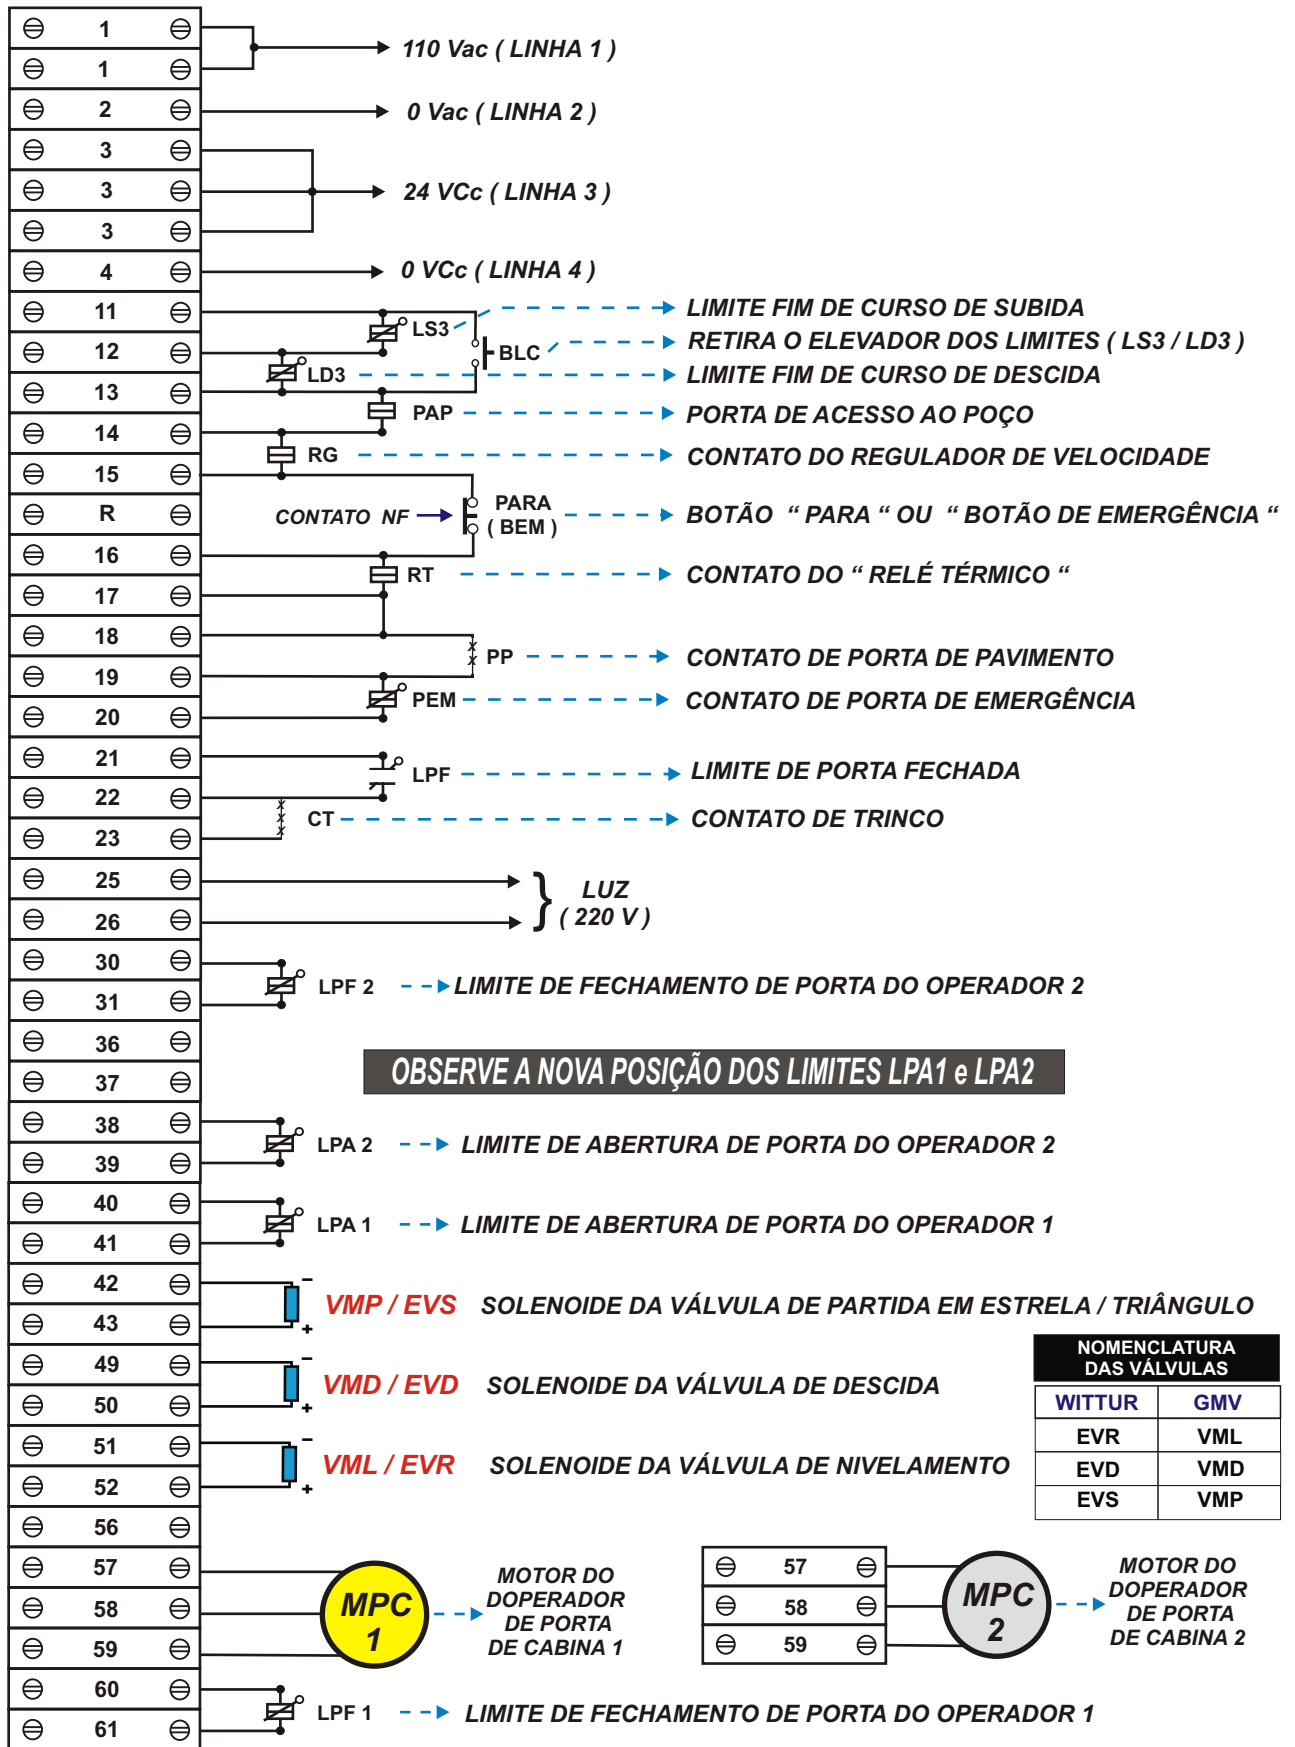 1
110 Vac ( LINHA 1 )
1
2
0 Vac ( LINHA 2 )
3
3
24 VCc ( LINHA 3 )
3
4
0 VCc ( LINHA 4 )
11
LS3
LIMITE FIM DE CURSO DE SUBIDA
12
BLC
RETIRA O ELEVADOR DOS LIMITES ( LS3 / LD3 )
LD3
LIMITE FIM DE CURSO DE DESCIDA
13
PAP
PORTA DE ACESSO AO POÇO
14
RG
CONTATO DO REGULADOR DE VELOCIDADE
15
R
CONTATO NF
PARA
( BEM )
BOTÃO “ PARA “ OU “ BOTÃO DE EMERGÊNCIA “
16
RT
CONTATO DO “ RELÉ TÉRMICO “
17
18
PP
CONTATO DE PORTA DE PAVIMENTO
19
PEM
CONTATO DE PORTA DE EMERGÊNCIA
20
21
LPF
LIMITE DE PORTA FECHADA
22
CT
CONTATO DE TRINCO
23
25
LUZ
( 220 V )
26
30
LPF 2
LIMITE DE FECHAMENTO DE PORTA DO OPERADOR 2
31
36
OBSERVE A NOVA POSIÇÃO DOS LIMITES LPA1 e LPA2
37
38
LPA 2
LIMITE DE ABERTURA DE PORTA DO OPERADOR 2
39
40
LPA 1
LIMITE DE ABERTURA DE PORTA DO OPERADOR 1
41
42
–
VMP / EVS
SOLENOIDE DA VÁLVULA DE PARTIDA EM ESTRELA / TRIÂNGULO
43
+
49
–
VMD / EVD
SOLENOIDE DA VÁLVULA DE DESCIDA
50
+
51
–
VML / EVR
SOLENOIDE DA VÁLVULA DE NIVELAMENTO
52
+
NOMENCLATURA
DAS VÁLVULAS
WITTUR GMV
EVR VML
EVD VMD
EVS VMP
56
57
58
59
MPC
1
MOTOR DO
DOPERADOR
DE PORTA
DE CABINA 1
57
58
59
MPC
2
MOTOR DO
DOPERADOR
DE PORTA
DE CABINA 2
60
LPF 1
LIMITE DE FECHAMENTO DE PORTA DO OPERADOR 1
61